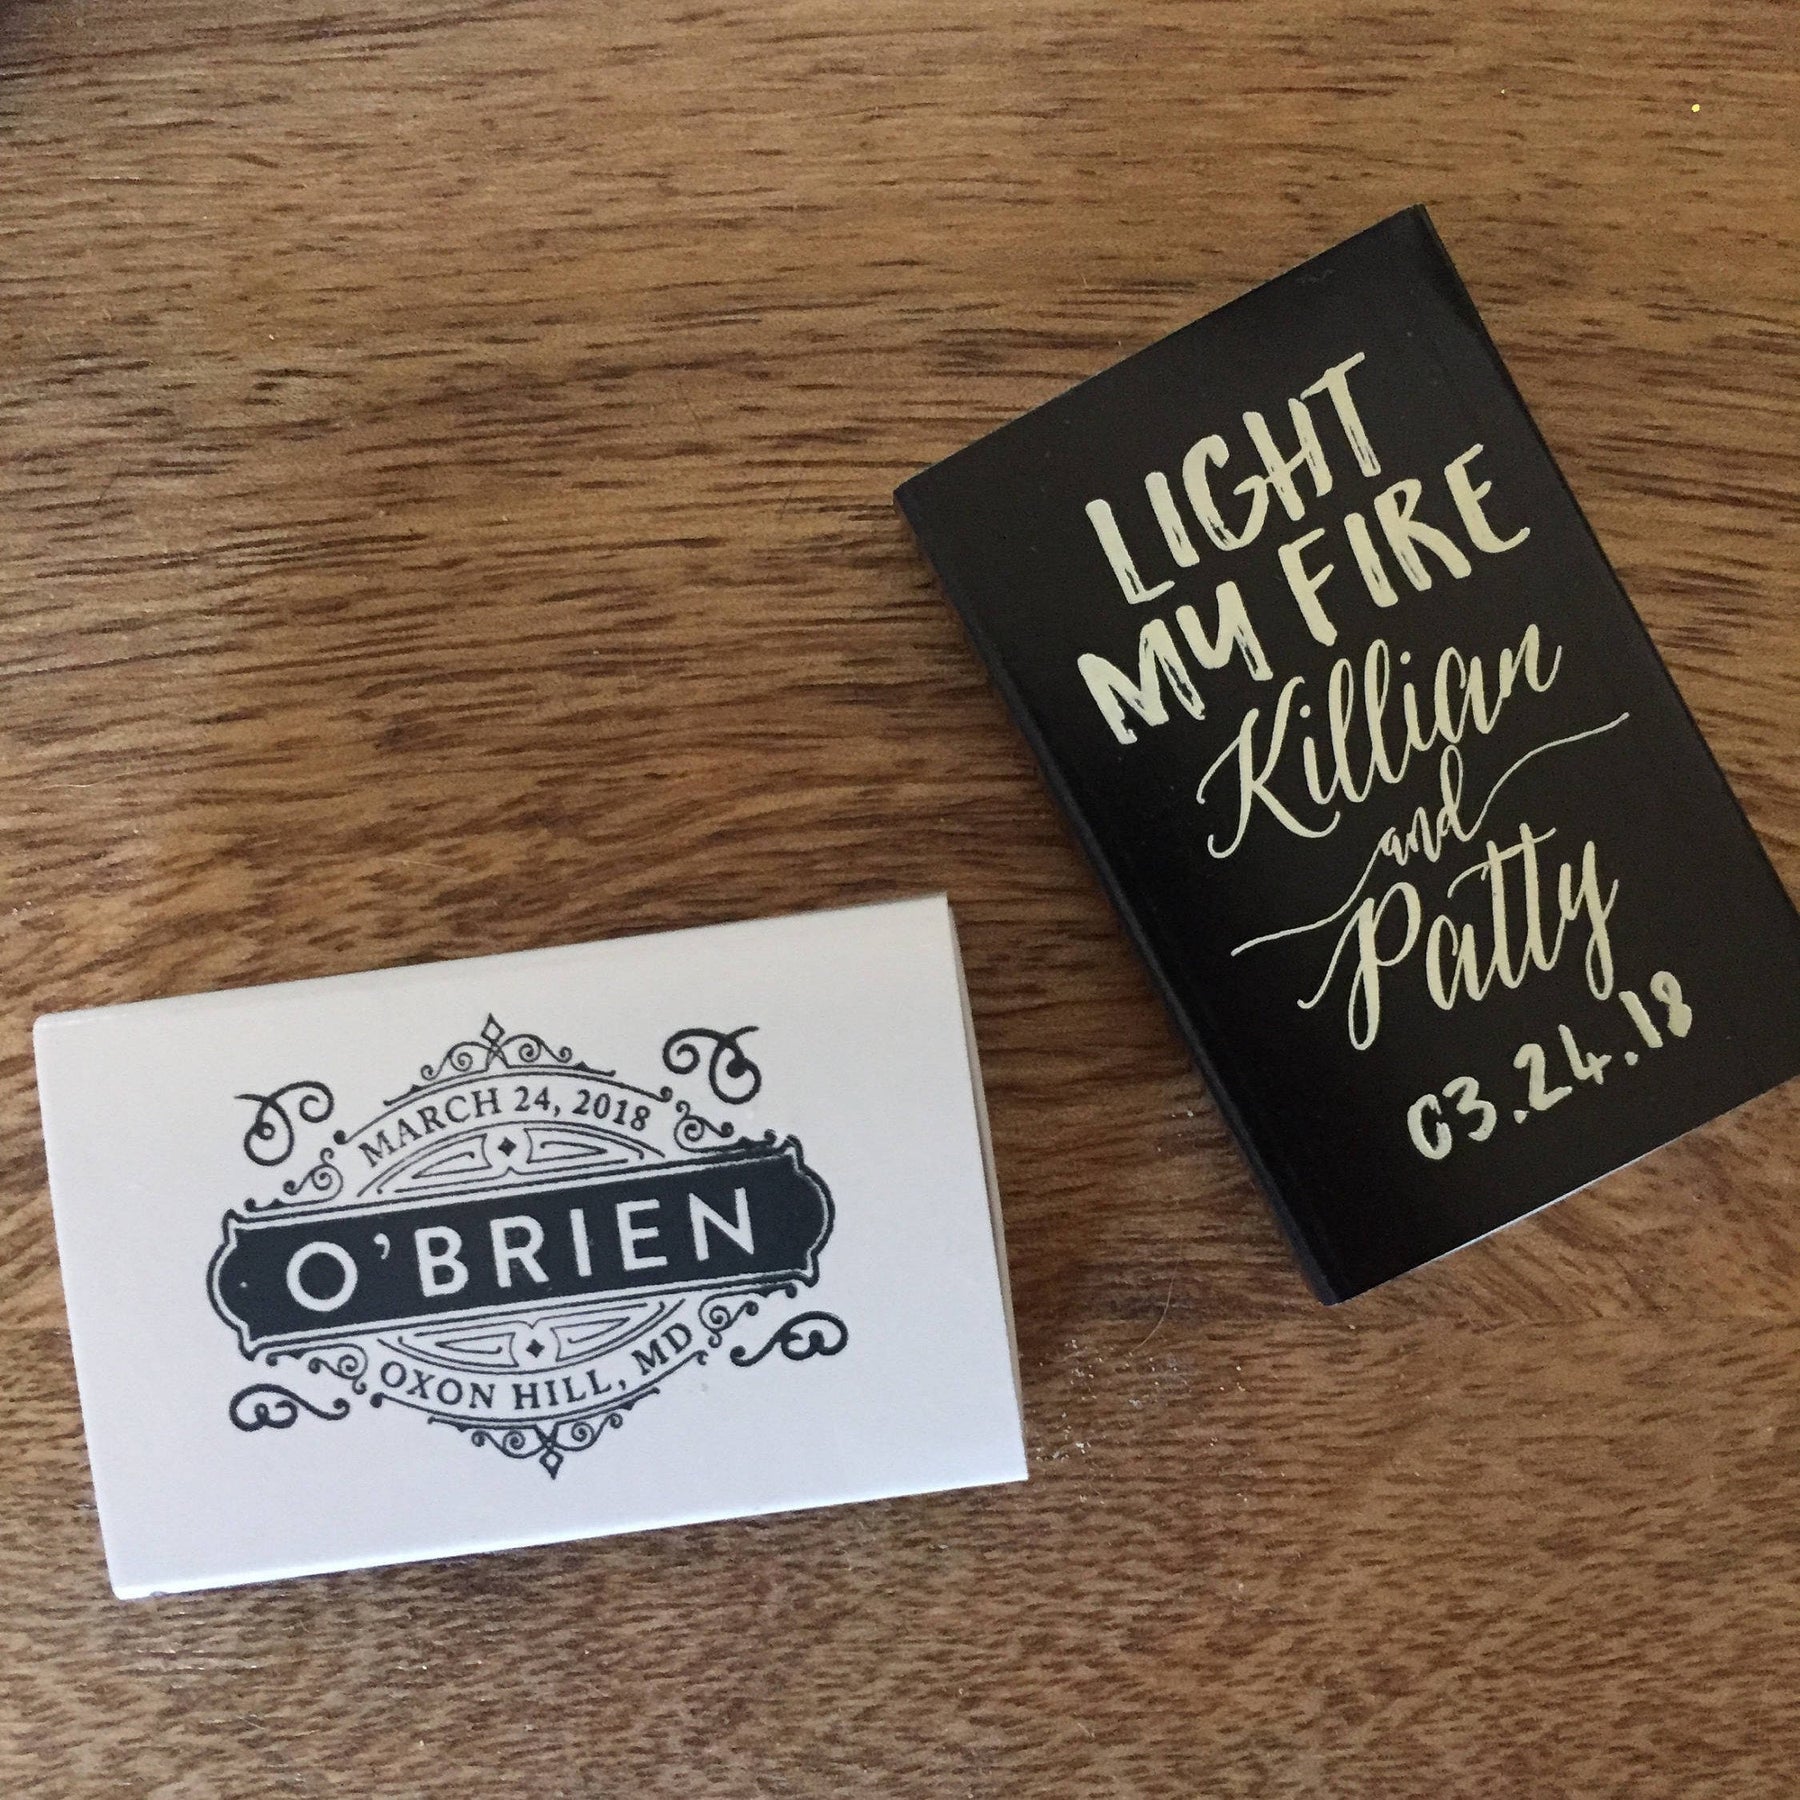 MARCH 24, 2018
O'BRIEN
OXON HILL, MD
LIGHT
MY FIRE
Killian
and
Patty
03.24.18